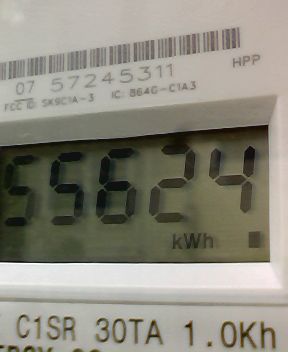 07 57245311
HPP
FCC ID: SK9C1A-3 IC: 864G-C1A3
55624
kWh
C1SR 30TA 1.0Kh